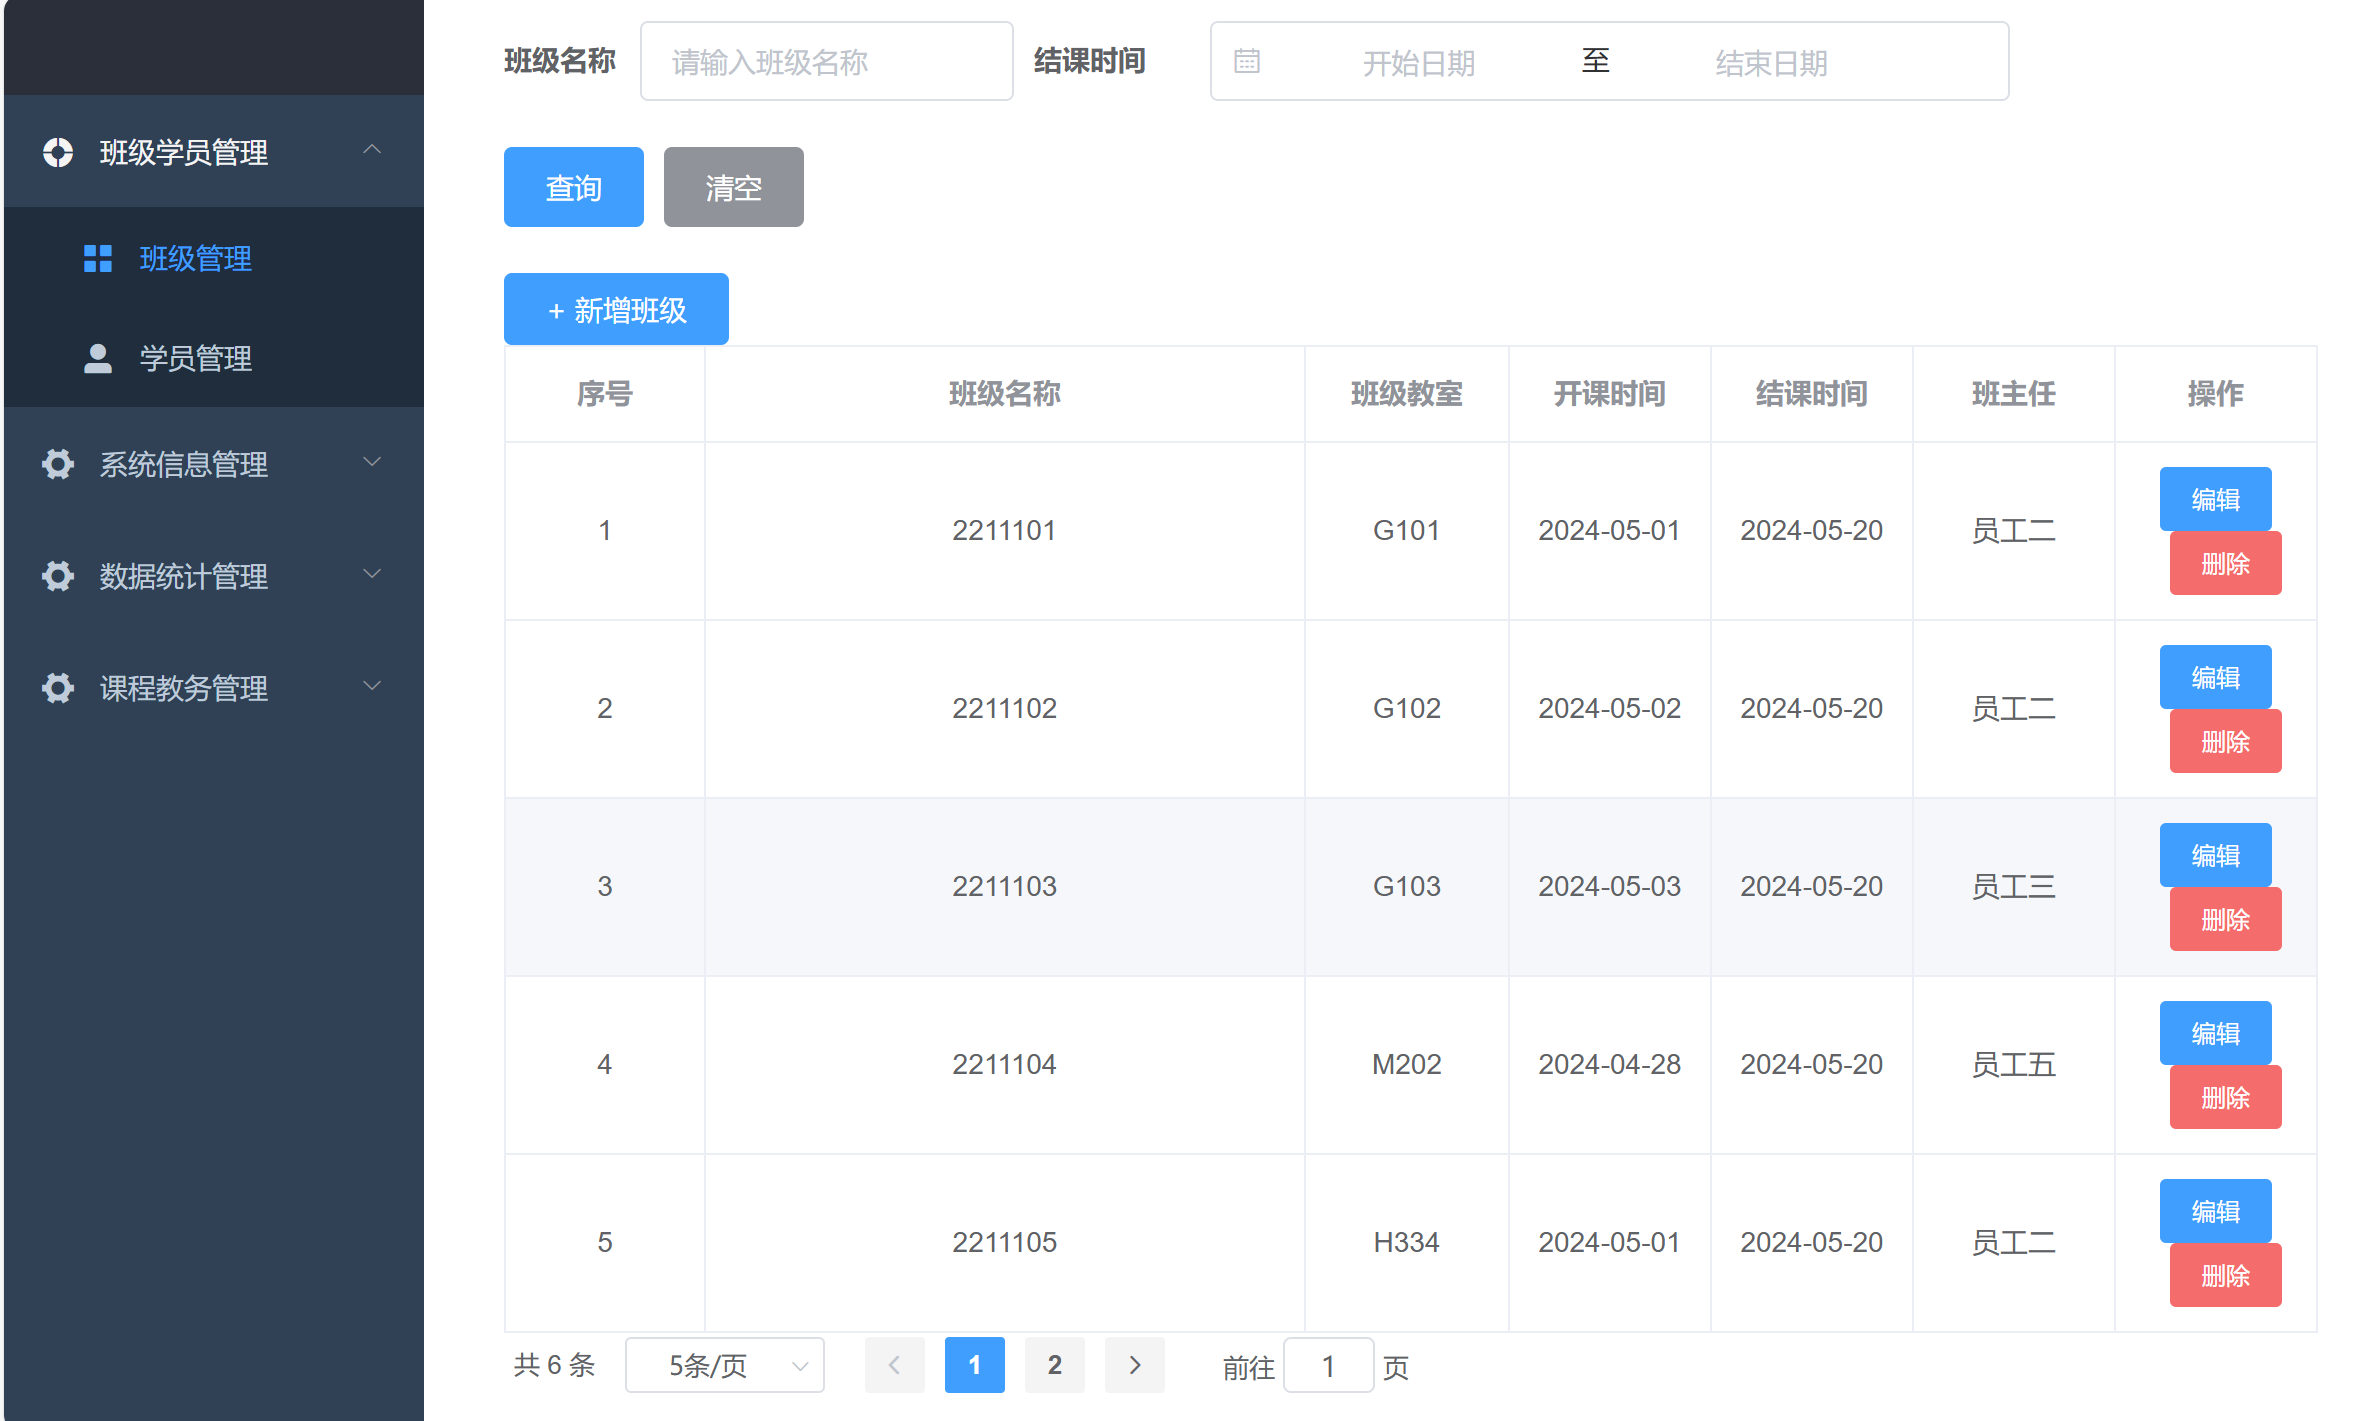 班级学员管理
班级管理
学员管理
系统信息管理
数据统计管理
课程教务管理
班级名称 请输入班级名称 结课时间 开始日期 至 结束日期
查询 清空
+ 新增班级
序号 班级名称 班级教室 开课时间 结课时间 班主任 操作
1 2211101 G101 2024-05-01 2024-05-20 员工二 编辑 删除
2 2211102 G102 2024-05-02 2024-05-20 员工二 编辑 删除
3 2211103 G103 2024-05-03 2024-05-20 员工三 编辑 删除
4 2211104 M202 2024-04-28 2024-05-20 员工五 编辑 删除
5 2211105 H334 2024-05-01 2024-05-20 员工二 编辑 删除
共 6 条 5条/页 1 2 前往 1 页